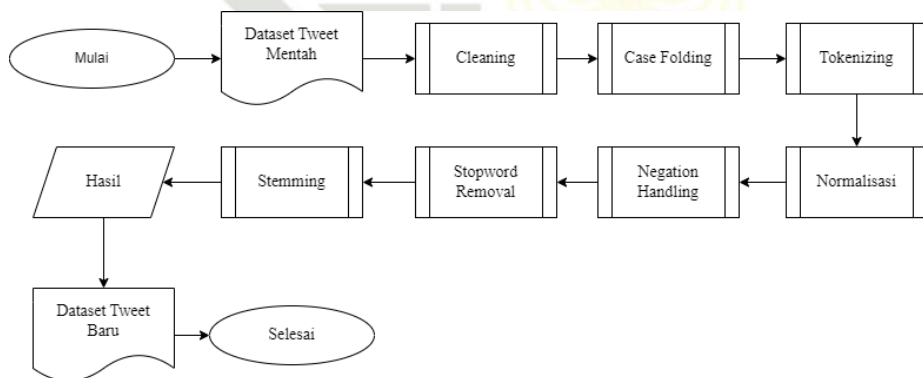 Mulai
Dataset Tweet
Mentah
Cleaning
Case Folding
Tokenizing
Normalisasi
Negation
Handling
Stopword
Removal
Stemming
Hasil
Dataset Tweet
Baru
Selesai